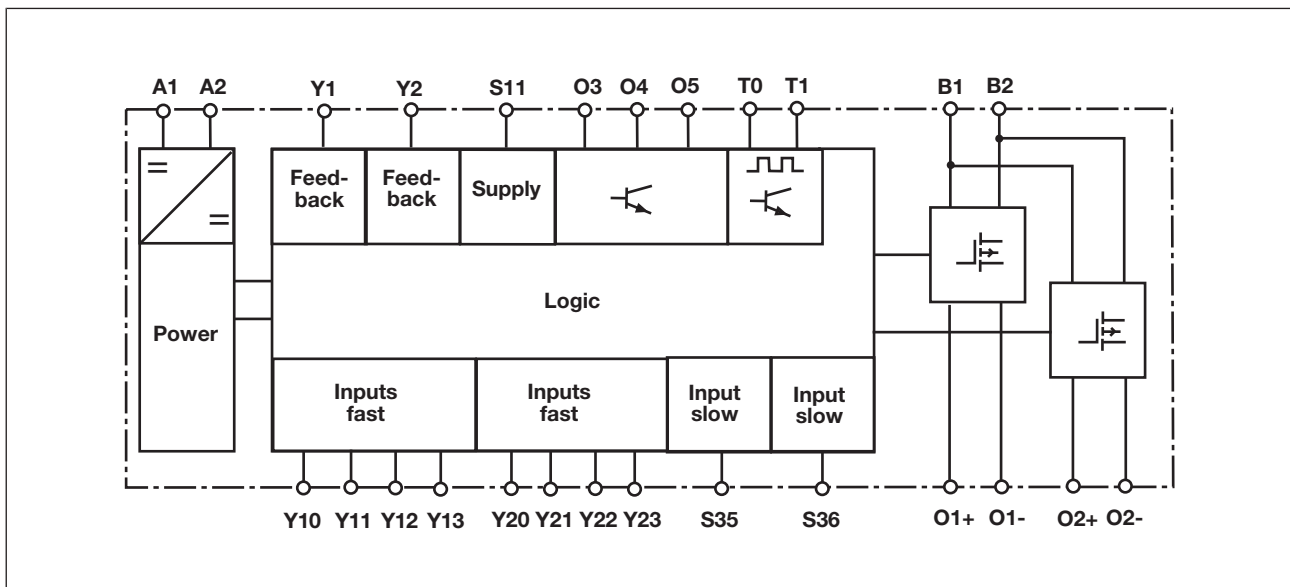 A1 A2 Y1 Y2 S11 O3 O4 O5 T0 T1 B1 B2
Feed-
back
Feed-
back
Supply
Logic
Power
Inputs
fast
Inputs
fast
Input
slow
Input
slow
Y10 Y11 Y12 Y13 Y20 Y21 Y22 Y23 S35 S36 O1+ O1- O2+ O2-